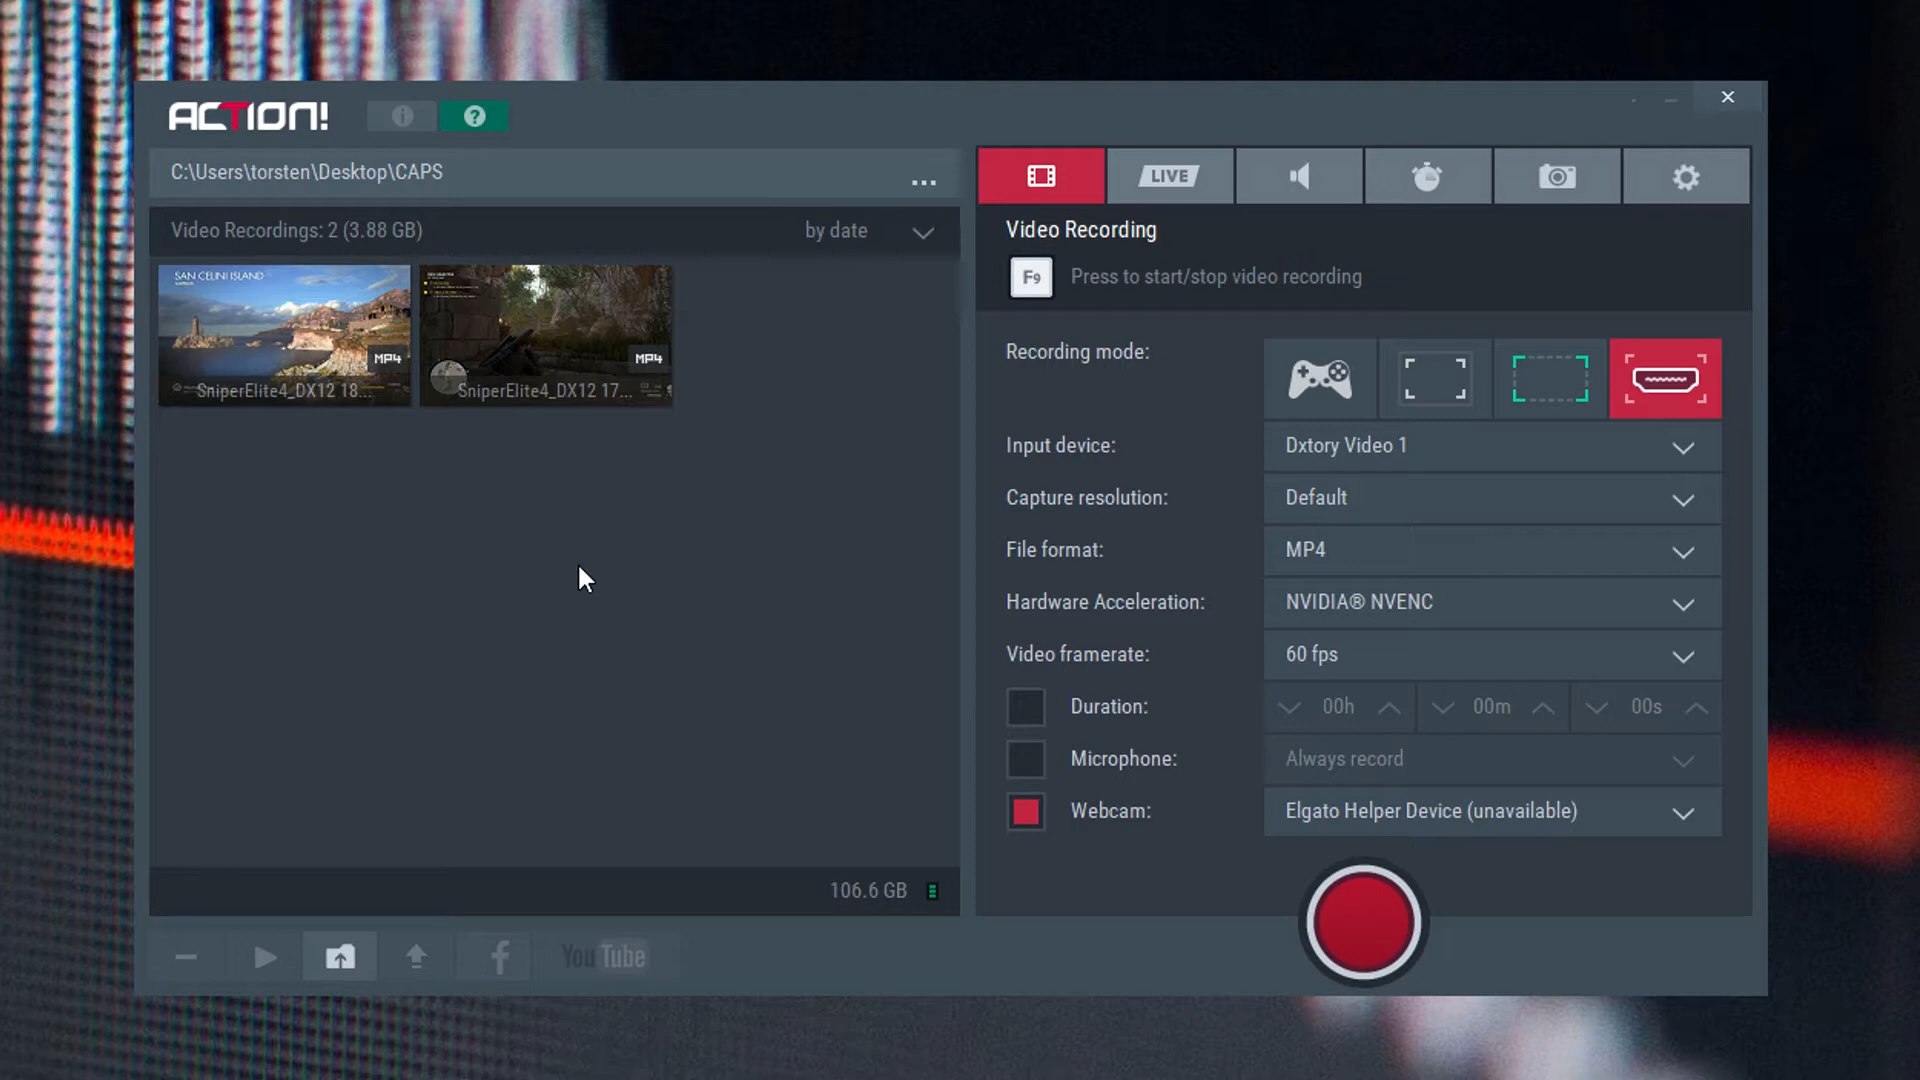 ACTION!
C:\Users\torsten\Desktop\CAPS
...
LIVE
Video Recordings: 2 (3.88 GB)
by date
Video Recording
F9
Press to start/stop video recording
SAN CELINI ISLAND
MP4
SniperElite4_DX12 18...
MP4
SniperElite4_DX12 17...
Recording mode:
Input device:
Dxtory Video 1
Capture resolution:
Default
File format:
MP4
Hardware Acceleration:
NVIDIA® NVENC
Video framerate:
60 fps
Duration:
00h
00m
00s
Microphone:
Always record
Webcam:
Elgato Helper Device (unavailable)
106.6 GB
YouTube